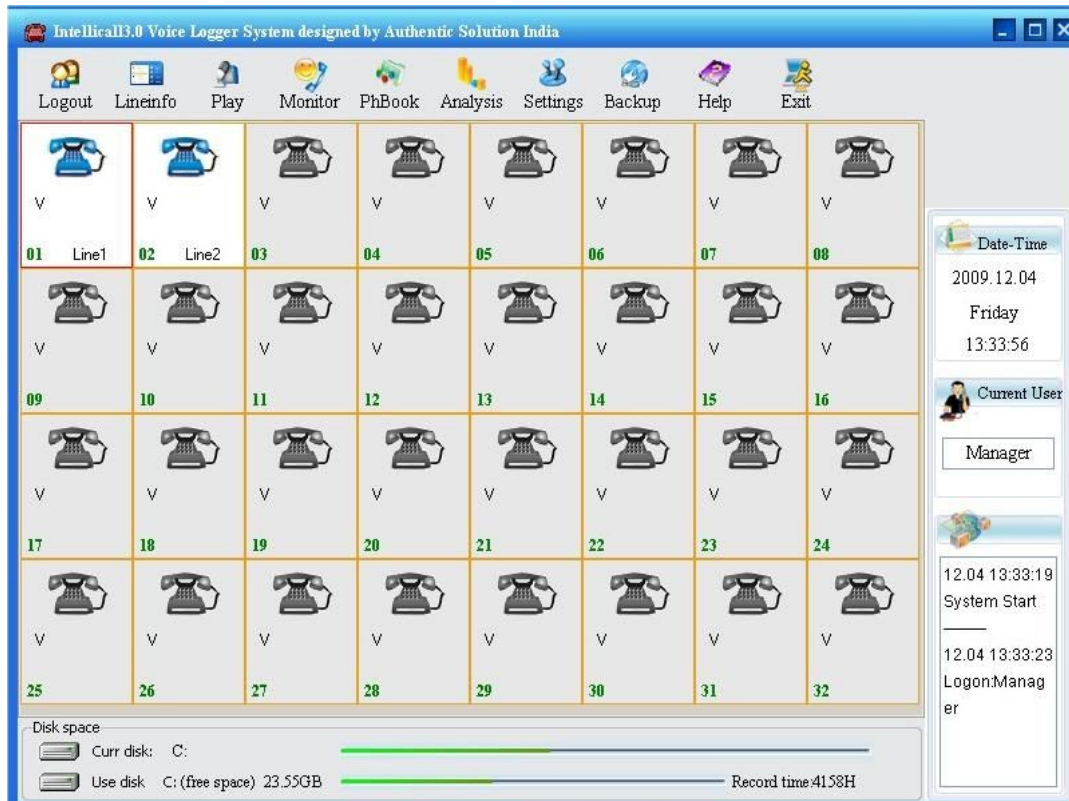 Intellicall3.0 Voice Logger System designed by Authentic Solution India
Logout Lineinfo Play Monitor PhBook Analysis Settings Backup Help Exit
V V V V V V V V
01 Line1 02 Line2 03 04 05 06 07 08
V V V V V V V V
09 10 11 12 13 14 15 16
V V V V V V V V
17 18 19 20 21 22 23 24
V V V V V V V V
25 26 27 28 29 30 31 32
Disk space
Curr disk: C:
Use disk C: (free space) 23.55GB Record time:4158H
Date-Time
2009.12.04
Friday
13:33:56
Current User
Manager
12.04 13:33:19
System Start
———
12.04 13:33:23
Logon:Manag
er